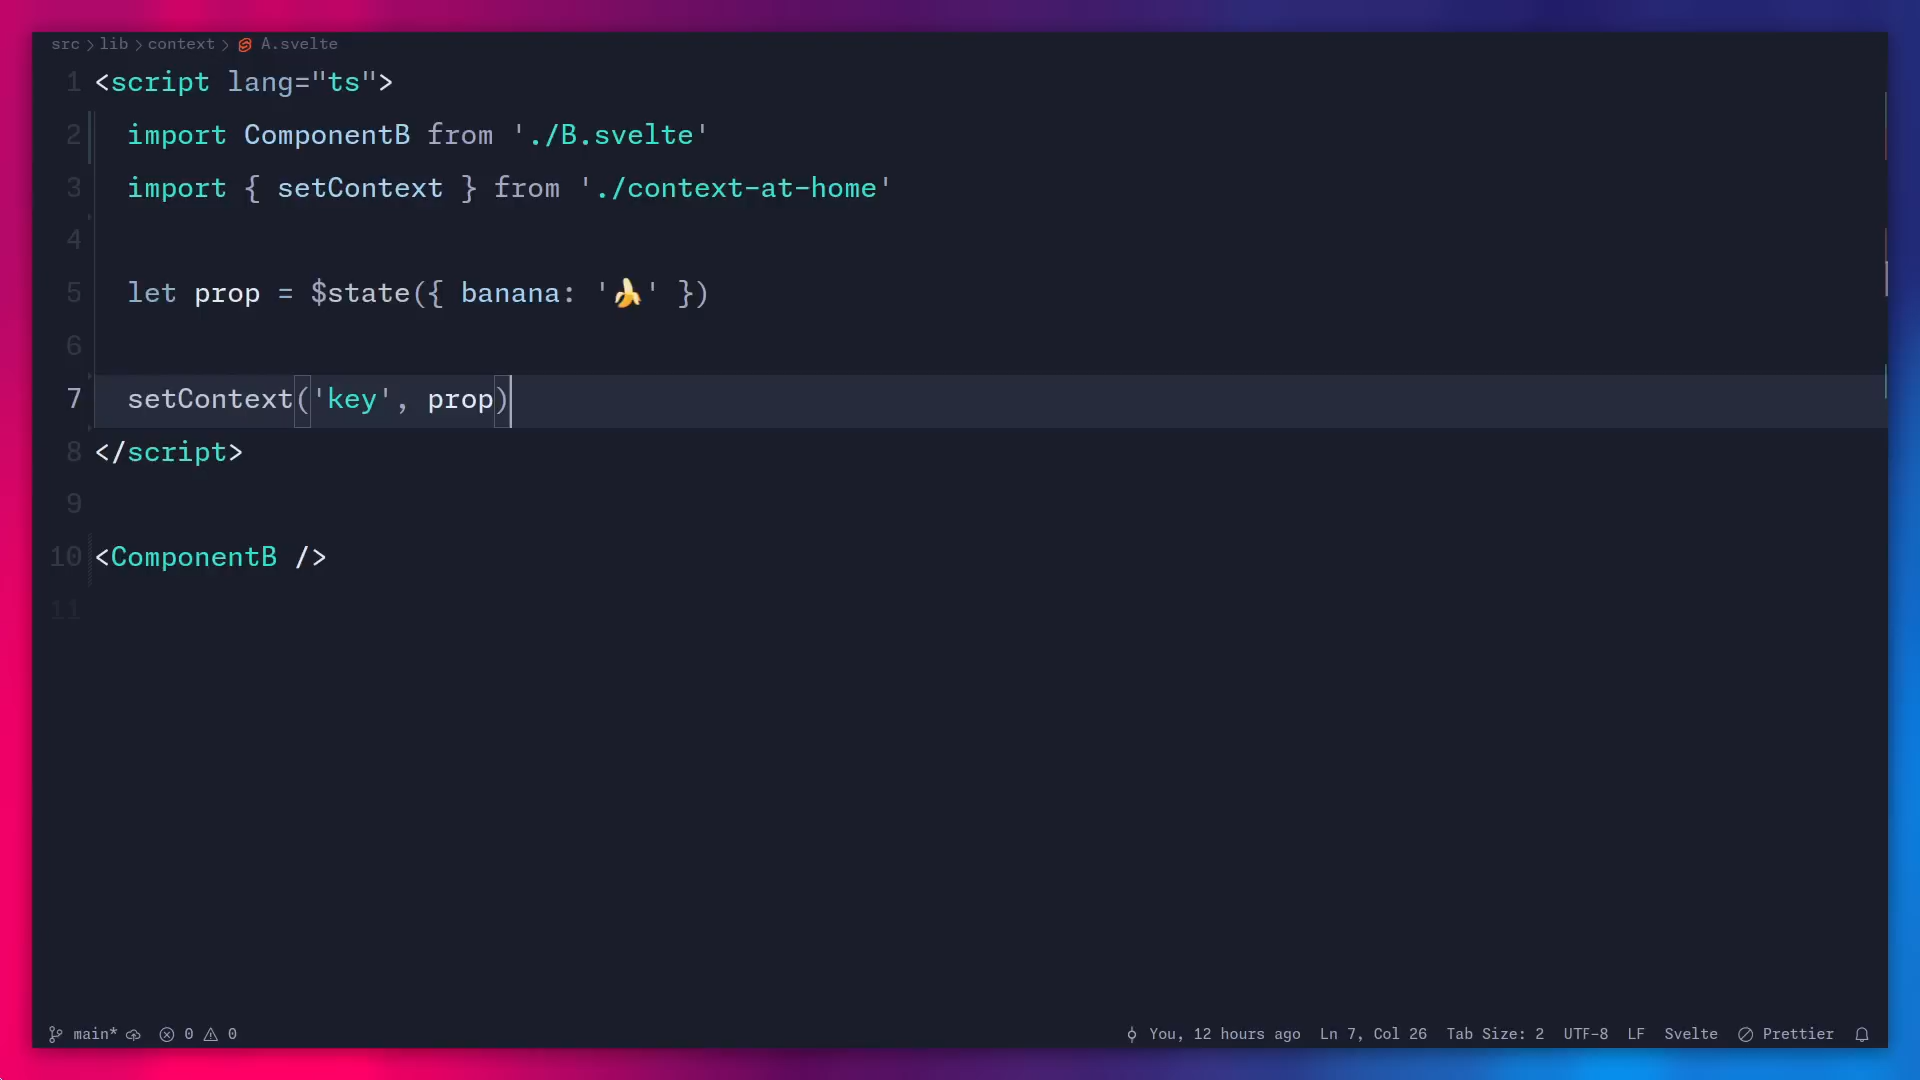 src > lib > context > A.svelte
1 <script lang="ts">
2 import ComponentB from './B.svelte'
3 import { setContext } from './context-at-home'
4
5 let prop = $state({ banana: '🍌' })
6
7 setContext('key', prop)
8 </script>
9
10 <ComponentB />
11
main* 0 0 You, 12 hours ago Ln 7, Col 26 Tab Size: 2 UTF-8 LF Svelte Prettier